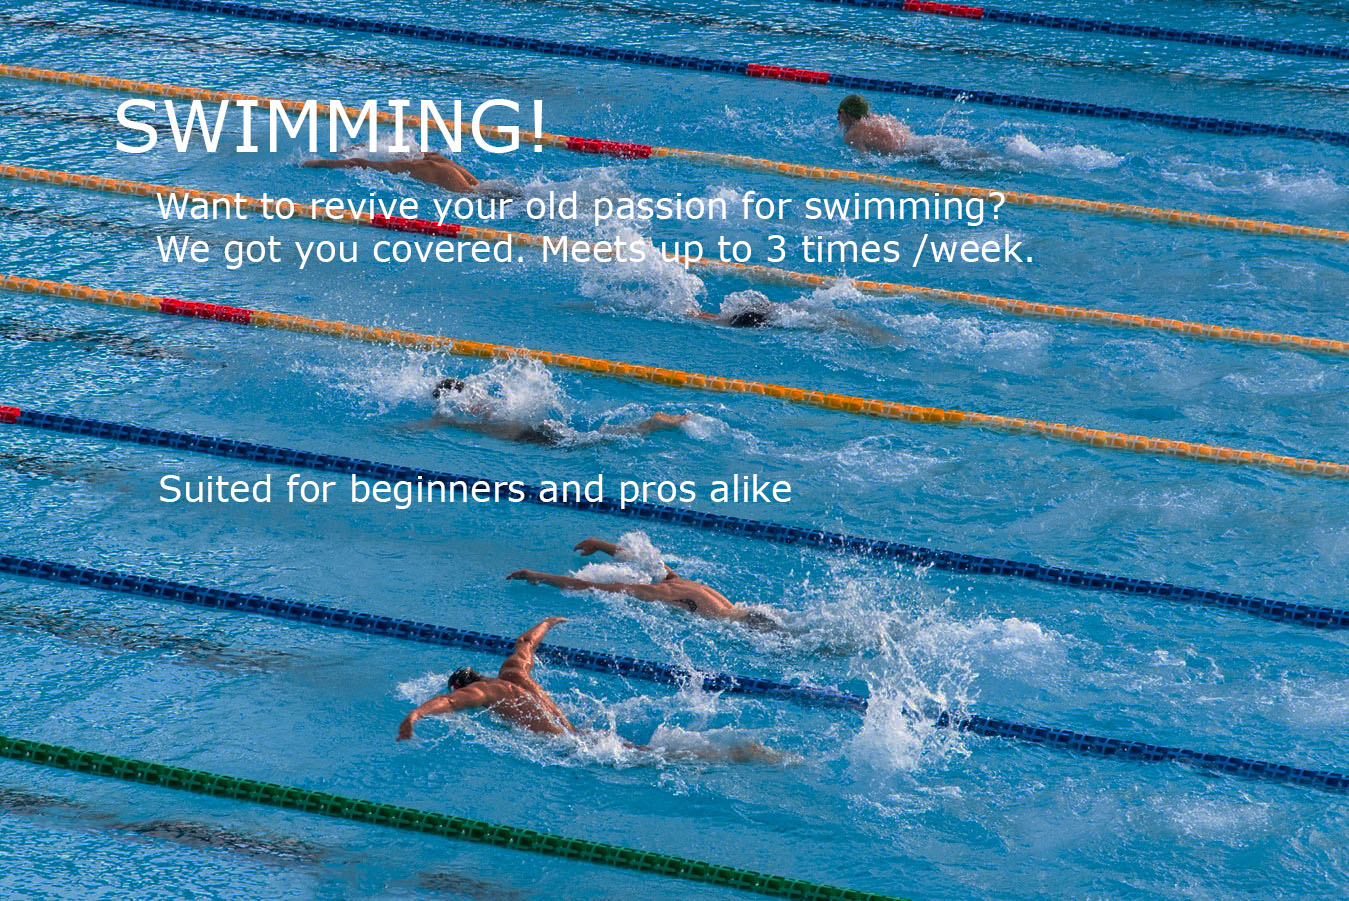 SWIMMING!
Want to revive your old passion for swimming?
We got you covered. Meets up to 3 times /week.
Suited for beginners and pros alike